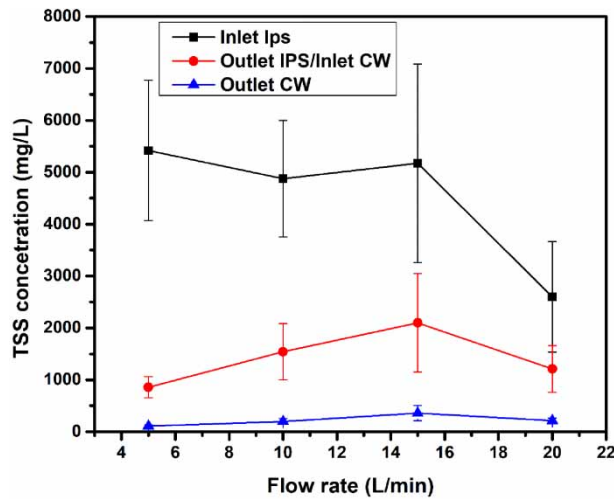 8000
7000
6000
5000
4000
3000
2000
1000
0
TSS concetration (mg/L)
Inlet Ips
Outlet IPS/Inlet CW
Outlet CW
4 6 8 10 12 14 16 18 20 22
Flow rate (L/min)